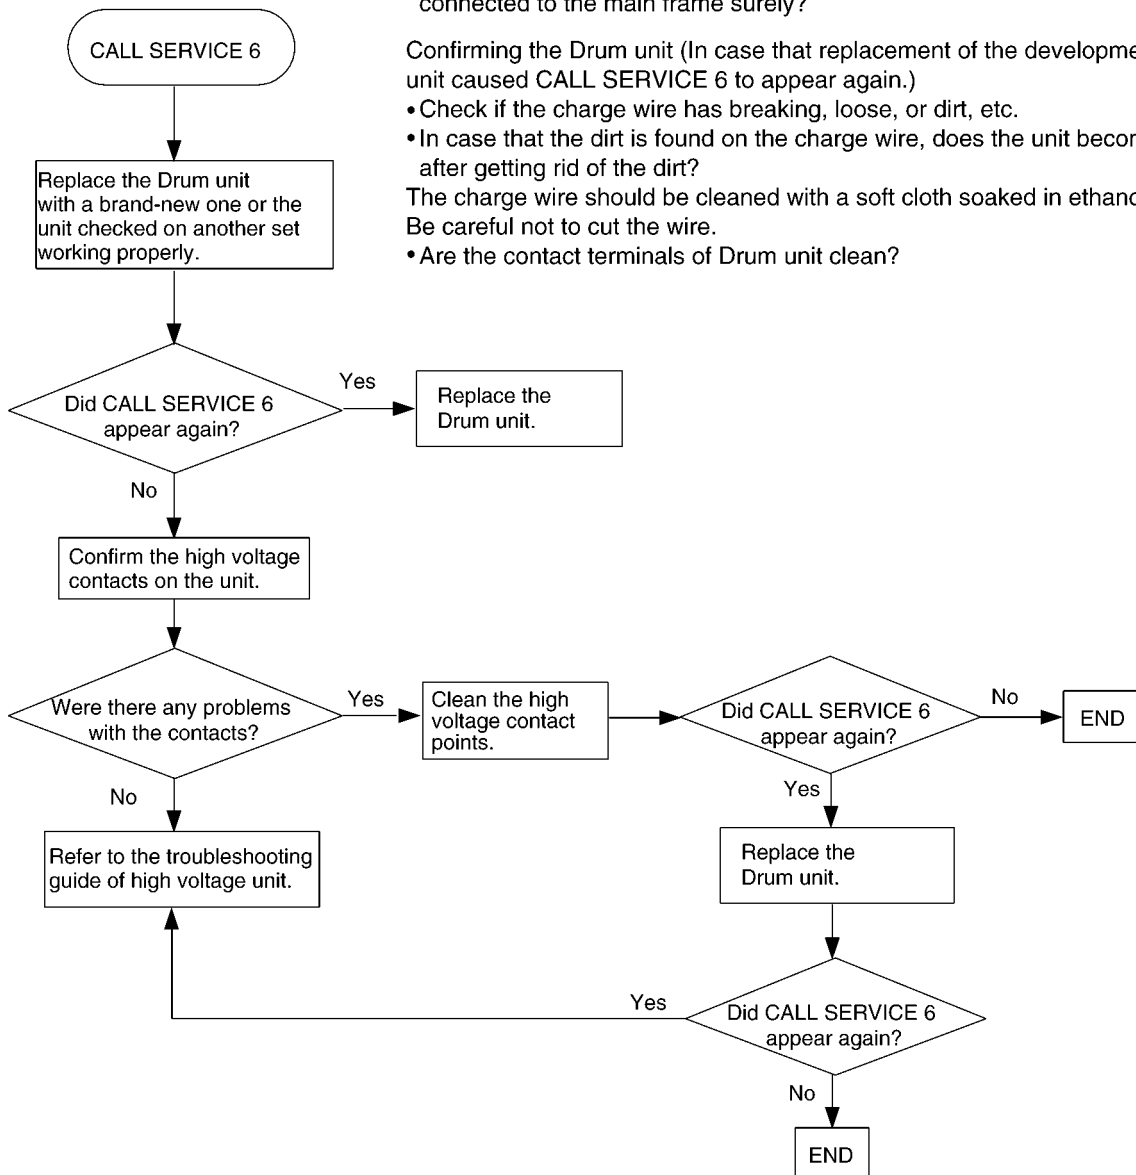 connected to the main frame surely?
CALL SERVICE 6
Confirming the Drum unit (In case that replacement of the developme
unit caused CALL SERVICE 6 to appear again.)
• Check if the charge wire has breaking, loose, or dirt, etc.
• In case that the dirt is found on the charge wire, does the unit becor
after getting rid of the dirt?
The charge wire should be cleaned with a soft cloth soaked in ethano
Be careful not to cut the wire.
• Are the contact terminals of Drum unit clean?
Replace the Drum unit
with a brand-new one or the
unit checked on another set
working properly.
Did CALL SERVICE 6
appear again?
Yes
Replace the
Drum unit.
No
Confirm the high voltage
contacts on the unit.
Were there any problems
with the contacts?
Yes
Clean the high
voltage contact
points.
Did CALL SERVICE 6
appear again?
No
END
No
Yes
Refer to the troubleshooting
guide of high voltage unit.
Replace the
Drum unit.
Yes
Did CALL SERVICE 6
appear again?
No
END